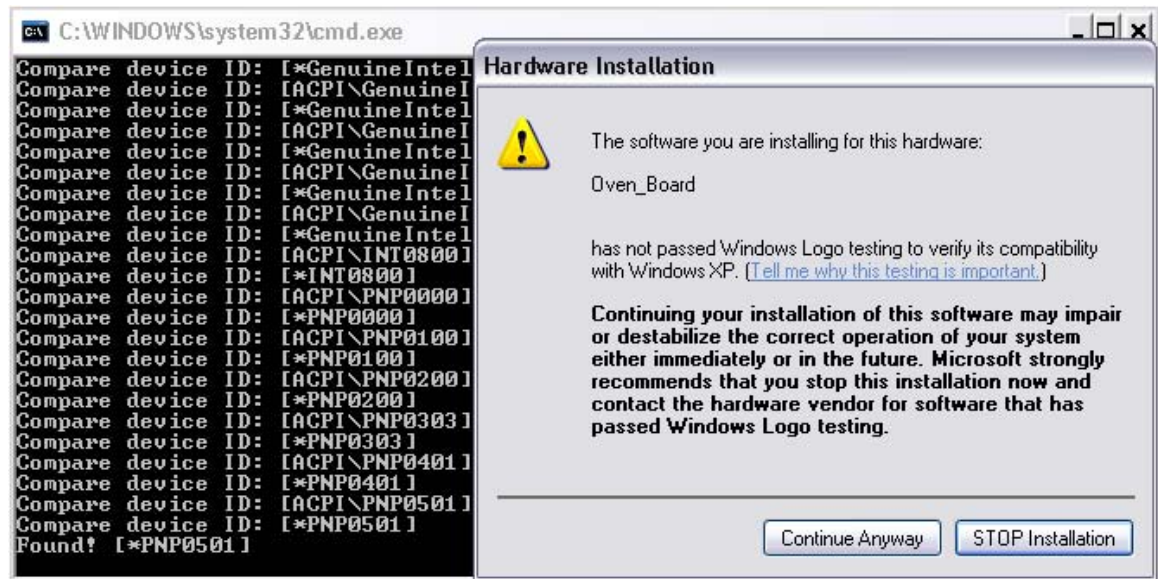 C:\WINDOWS\system32\cmd.exe
Compare device ID: [*GenuineIntel
Compare device ID: [ACPI\GenuineI
Compare device ID: [*GenuineIntel
Compare device ID: [ACPI\GenuineI
Compare device ID: [*GenuineIntel
Compare device ID: [ACPI\GenuineI
Compare device ID: [*GenuineIntel
Compare device ID: [ACPI\GenuineI
Compare device ID: [*GenuineIntel
Compare device ID: [ACPI\INT0800]
Compare device ID: [*INT0800]
Compare device ID: [ACPI\PNP0000]
Compare device ID: [*PNP0000]
Compare device ID: [ACPI\PNP0100]
Compare device ID: [*PNP0100]
Compare device ID: [ACPI\PNP0200]
Compare device ID: [*PNP0200]
Compare device ID: [ACPI\PNP0303]
Compare device ID: [*PNP0303]
Compare device ID: [ACPI\PNP0401]
Compare device ID: [*PNP0401]
Compare device ID: [ACPI\PNP0501]
Compare device ID: [*PNP0501]
Found! [*PNP0501]
Hardware Installation
The software you are installing for this hardware:
Oven_Board
has not passed Windows Logo testing to verify its compatibility
with Windows XP. (Tell me why this testing is important.)
Continuing your installation of this software may impair
or destabilize the correct operation of your system
either immediately or in the future. Microsoft strongly
recommends that you stop this installation now and
contact the hardware vendor for software that has
passed Windows Logo testing.
Continue Anyway
STOP Installation